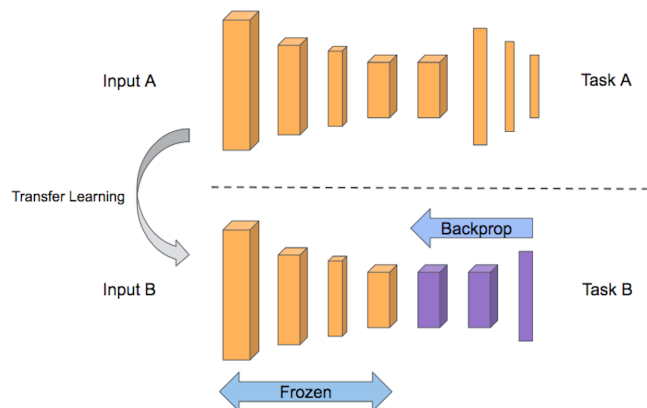 Input A
Task A
Transfer Learning
Backprop
Input B
Task B
Frozen